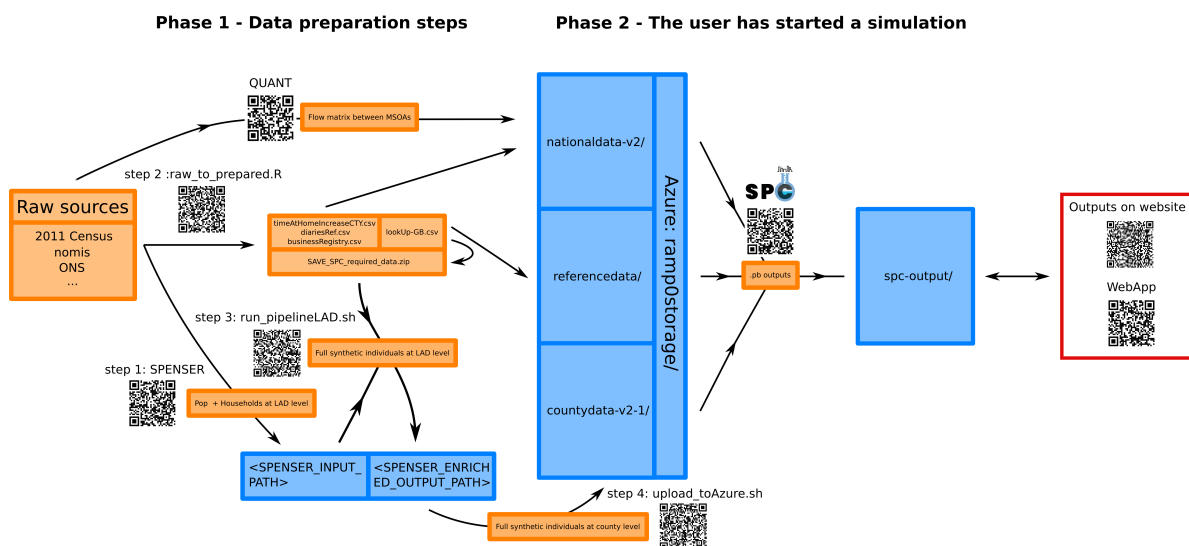 Phase 1 - Data preparation steps
Phase 2 - The user has started a simulation
QUANT
Flow matrix between MSOAs
step 2 :raw_to_prepared.R
Raw sources
2011 Census
nomis
ONS
...
timeAtHomeIncreaseCTY.csv
diariesRef.csv
businessRegistry.csv
lookUp-GB.csv
SAVE_SPC_required_data.zip
step 3: run_pipelineLAD.sh
Full synthetic individuals at LAD level
step 1: SPENSER
Pop + Households at LAD level
<SPENSER_INPUT_
PATH>
<SPENSER_ENRICH
ED_OUTPUT_PATH>
Full synthetic individuals at county level
step 4: upload_toAzure.sh
nationaldata-v2/
referencedata/
countydata-v2-1/
Azure: ramp0storage/
SPC
.pb outputs
spc-output/
Outputs on website
WebApp